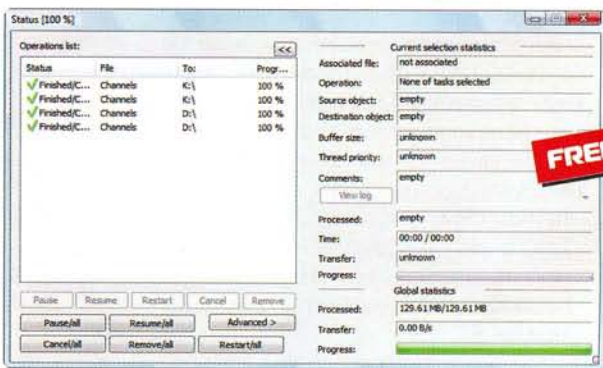 Status [100 %]
Operations list:
<<
Status File To: Progr...
Finished/C... Channels K:\ 100 %
Finished/C... Channels K:\ 100 %
Finished/C... Channels D:\ 100 %
Finished/C... Channels D:\ 100 %
Pause Resume Restart Cancel Remove
Pause/all Resume/all Advanced >
Cancel/all Remove/all Restart/all
Current selection statistics
Associated file: not associated
Operation: None of tasks selected
Source object: empty
Destination object: empty
Buffer size: unknown
Thread priority: unknown
Comments: empty
View log
Processed: empty
Time: 00:00 / 00:00
Transfer: unknown
Progress:
Global statistics
Processed: 129.61 MB/129.61 MB
Transfer: 0.00 B/s
Progress:
FREE